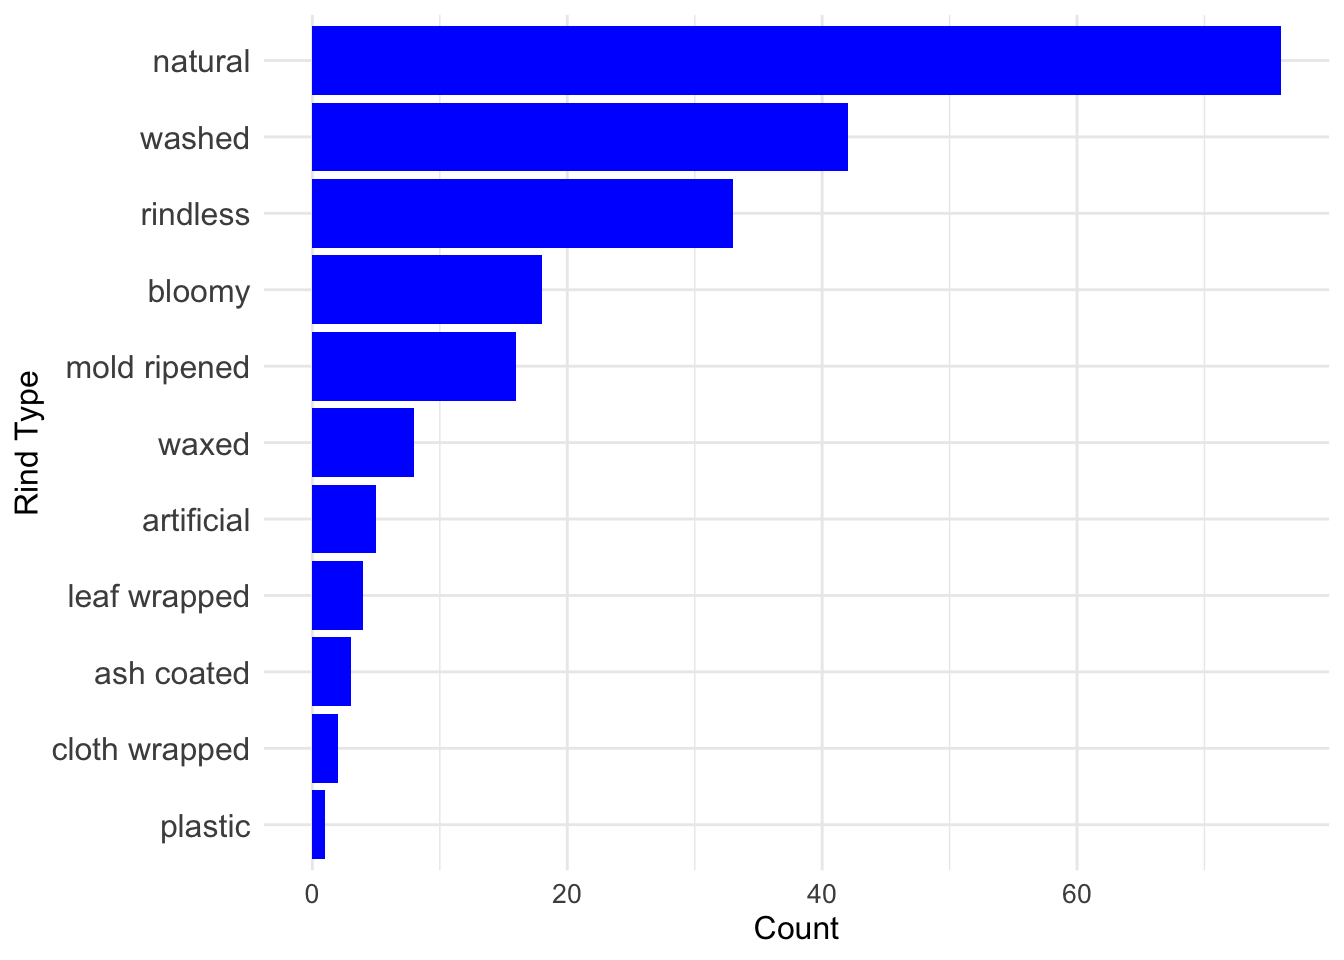 natural
washed
rindless
bloomy
mold ripened
waxed
artificial
leaf wrapped
ash coated
cloth wrapped
plastic
Rind Type
0 20 40 60
Count